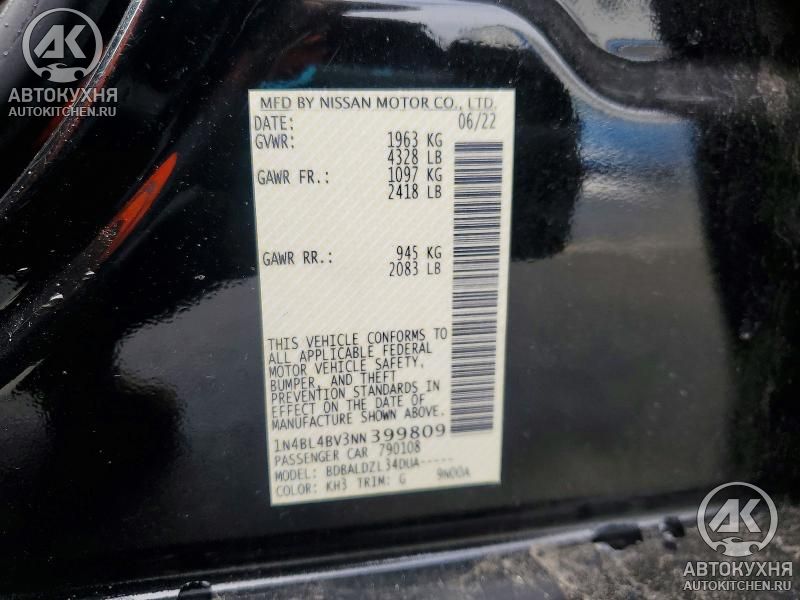 АК
АВТОКУХНЯ
AUTOKITCHEN.RU
MFD BY NISSAN MOTOR CO., LTD.
DATE: 06/22
GVWR: 1963 KG
4328 LB
GAWR FR.: 1097 KG
2418 LB
GAWR RR.: 945 KG
2083 LB
THIS VEHICLE CONFORMS TO
ALL APPLICABLE FEDERAL
MOTOR VEHICLE SAFETY,
BUMPER, AND THEFT
PREVENTION STANDARDS IN
EFFECT ON THE DATE OF
MANUFACTURE SHOWN ABOVE.
1N4BL4BV3NN399809
PASSENGER CAR 790108
MODEL: BDBALDZL34DUA-----
COLOR: KH3 TRIM: G 9N00A
АК
АВТОКУХНЯ
AUTOKITCHEN.RU